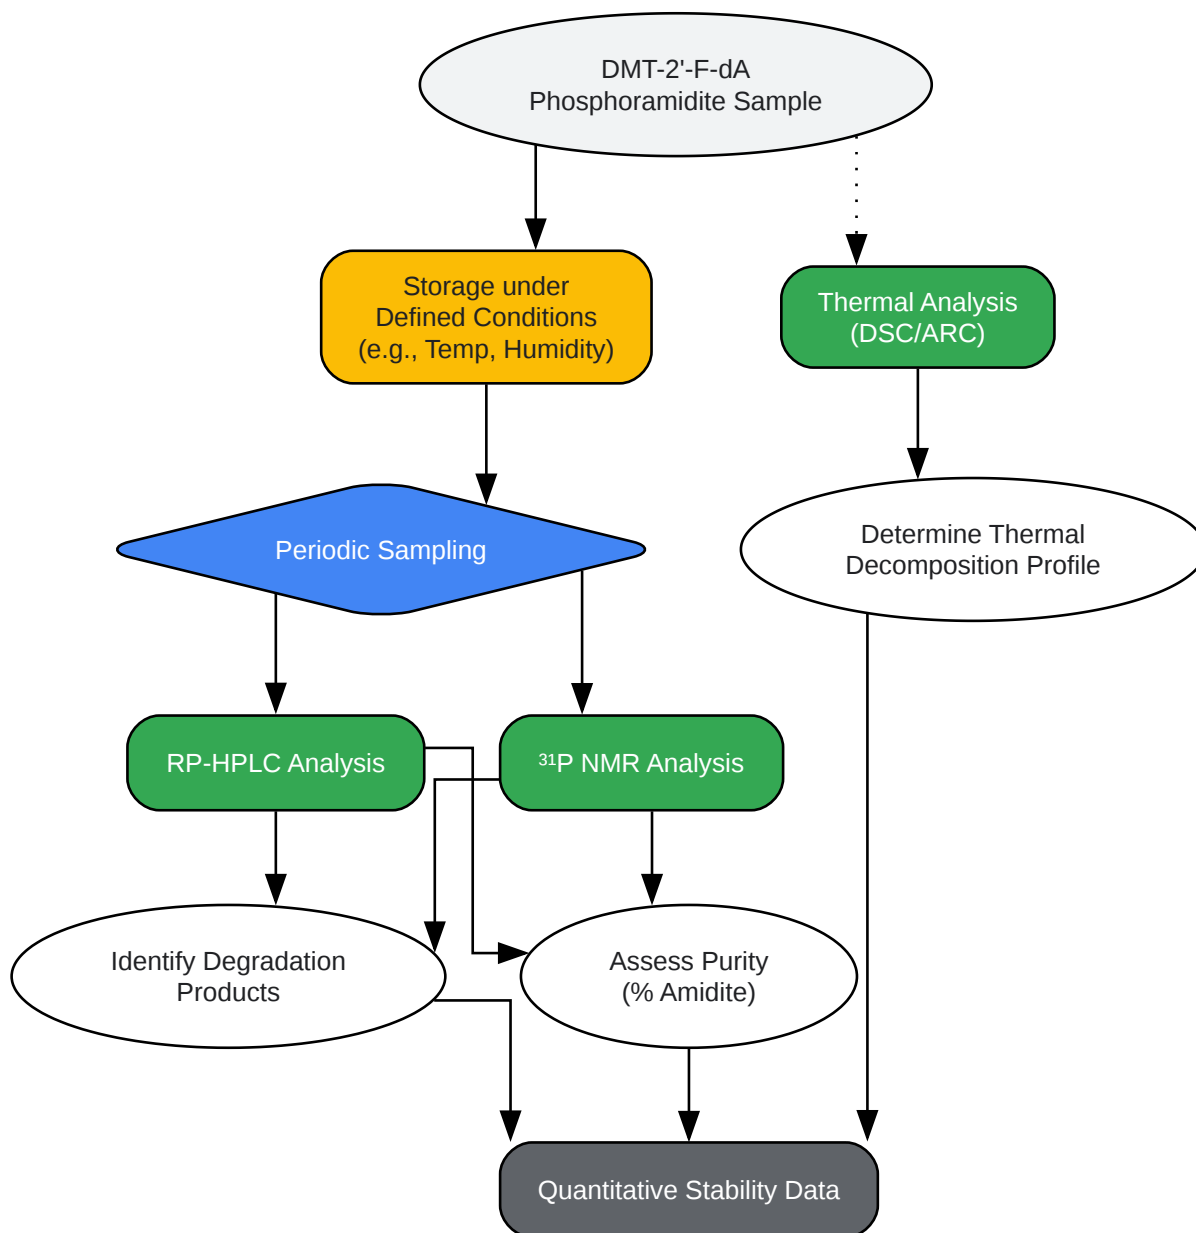 DMT-2'-F-dA
Phosphoramidite Sample
Storage under
Defined Conditions
(e.g., Temp, Humidity)
Thermal Analysis
(DSC/ARC)
Periodic Sampling
Determine Thermal
Decomposition Profile
RP-HPLC Analysis
³¹P NMR Analysis
Identify Degradation
Products
Assess Purity
(% Amidite)
Quantitative Stability Data